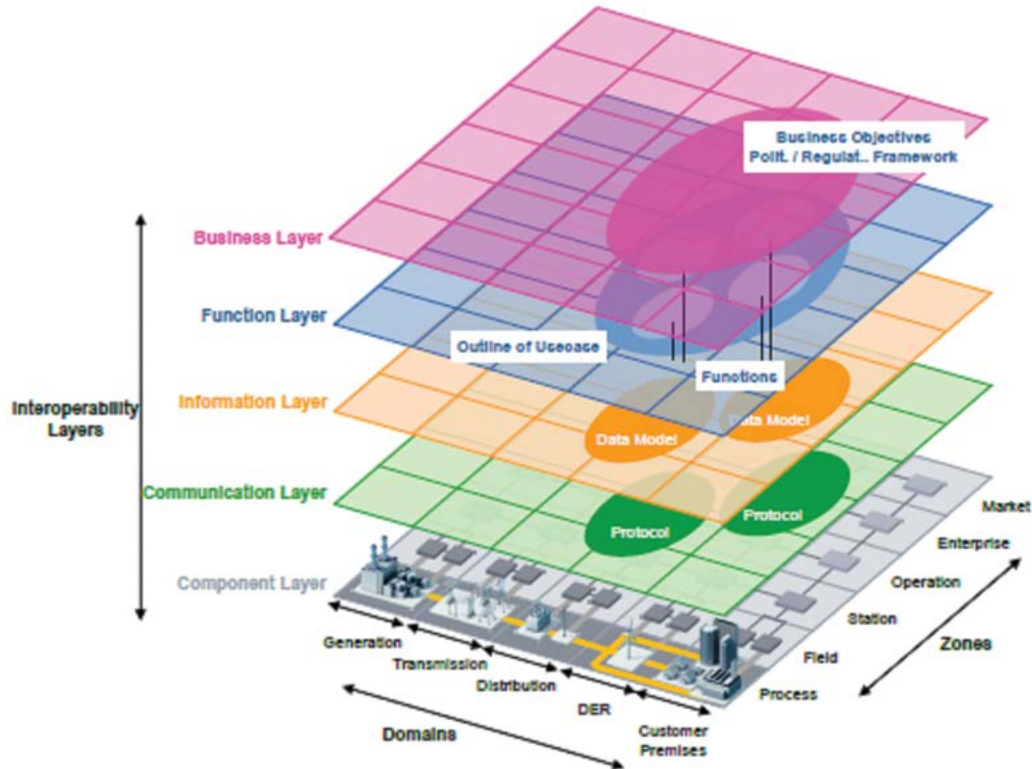 Business Objectives
Polit. / Regulat.. Framework
Business Layer
Function Layer
Outline of Usecase
Functions
Information Layer
Interoperability
Layers
Data Model
Data Model
Communication Layer
Protocol
Protocol
Component Layer
Market
Enterprise
Operation
Station
Field
Process
Zones
Generation
Transmission
Distribution
DER
Customer
Premises
Domains